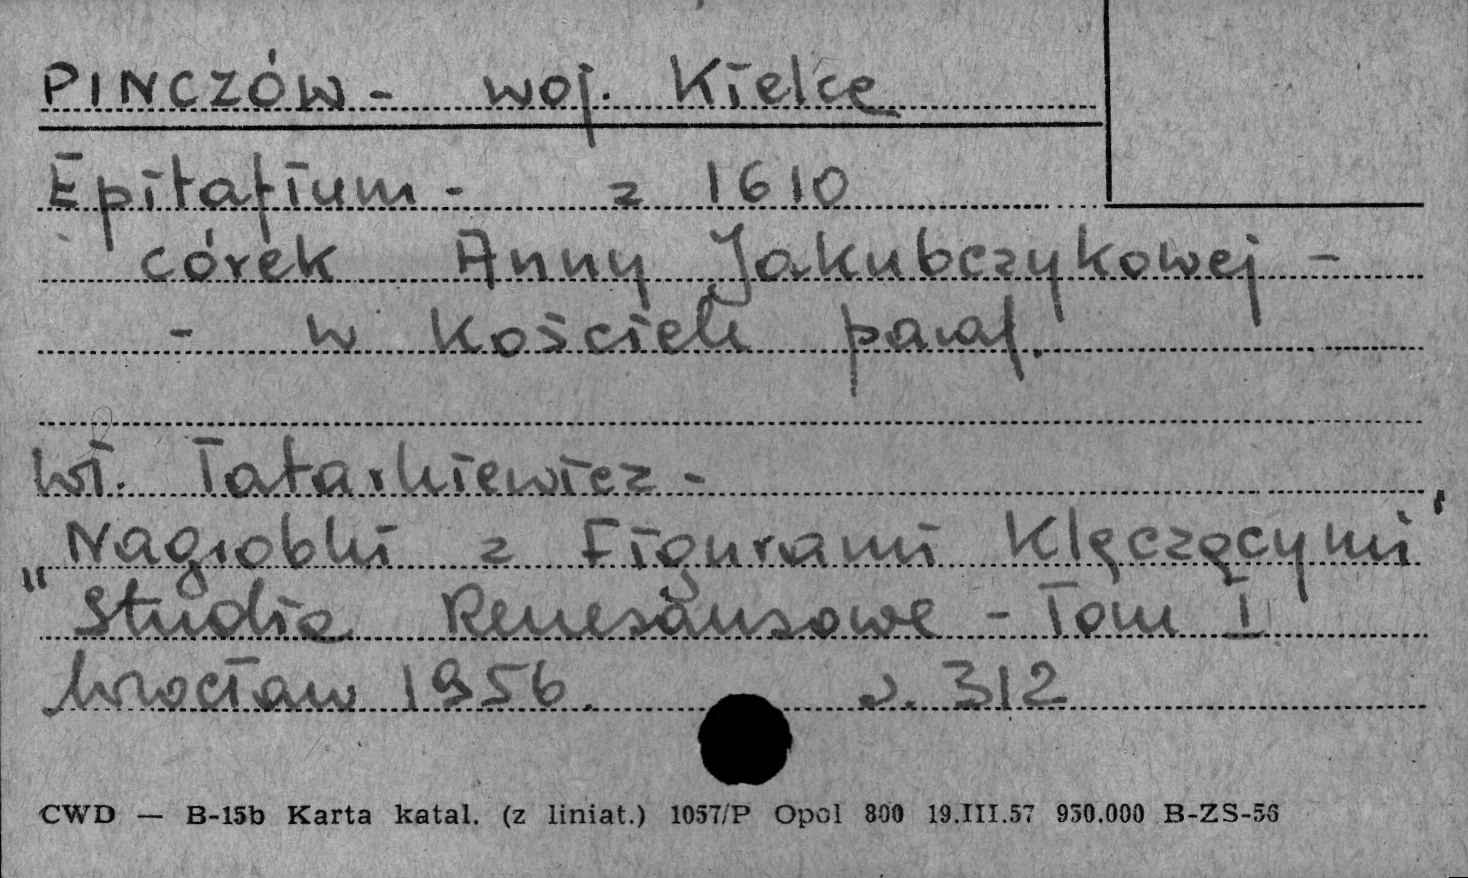 PINCZÓW - woj. Kielce
Epitafium - z 1610
córek Anny Jakubczykowej -
- w Kościele paraf.
Wł. Tatarkiewicz -
Nagrobki z Figurami Klęczącymi"
"Studia Renesansowe - Tom I
Wrocław 1956. s. 312
CWD — B-15b Karta katal. (z liniat.) 1057/P Opol 800 19.III.57 950.000 B-ZS-56